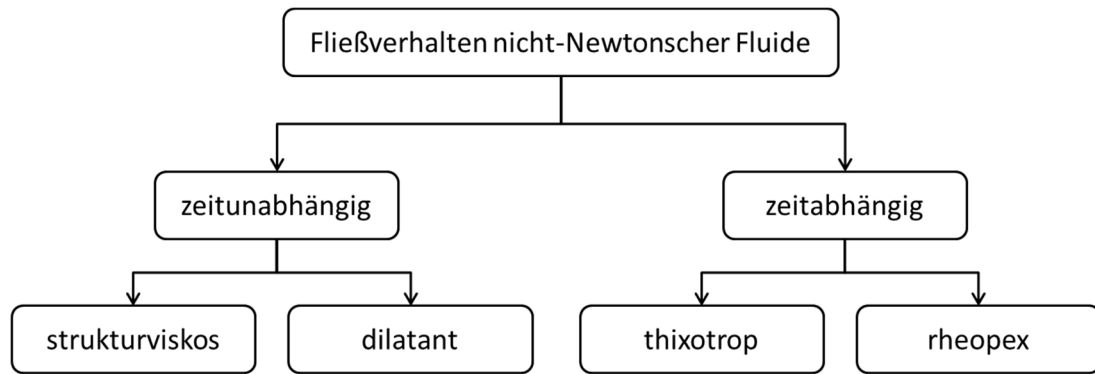 Fließverhalten nicht-Newtonscher Fluide
zeitunabhängig
zeitabhängig
strukturviskos
dilatant
thixotrop
rheopex